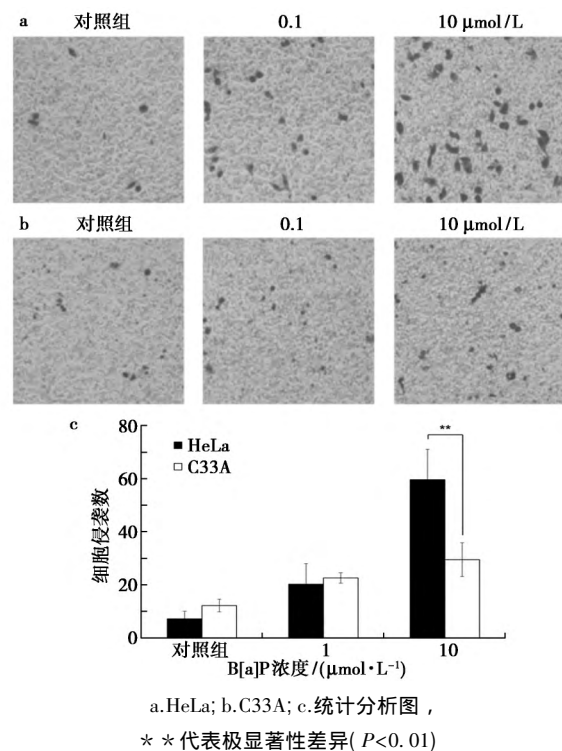 a 对照组 0.1 10 μmol/L
b 对照组 0.1 10 μmol/L
c
80
60
40
20
0
细胞侵袭数
HeLa
C33A
**
对照组 1 10
B[a]P浓度/(μmol·L⁻¹)
a.HeLa; b.C33A; c.统计分析图,
**代表极显著性差异(P<0.01)